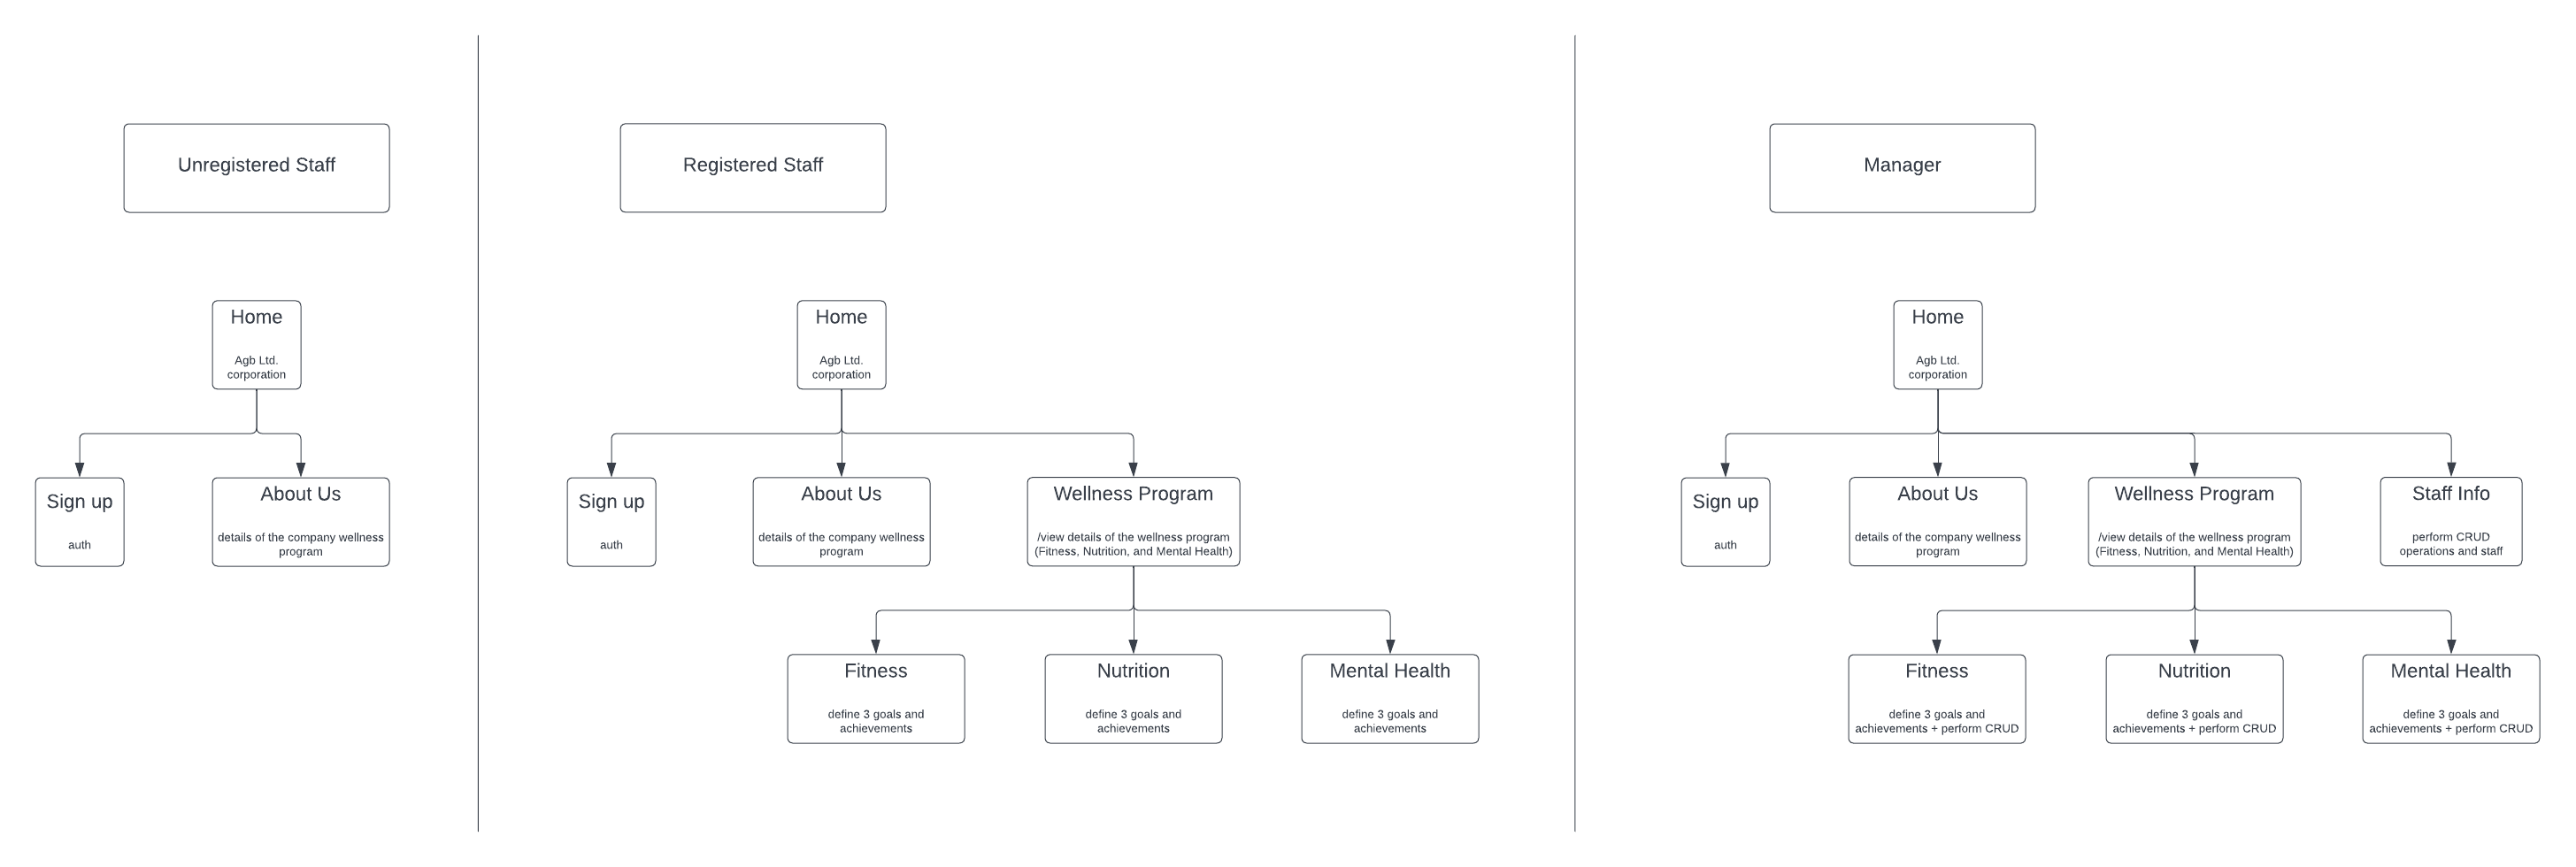 Unregistered Staff
Home
Agb Ltd.
corporation
Sign up
auth
About Us
details of the company wellness
program
Registered Staff
Home
Agb Ltd.
corporation
Sign up
auth
About Us
details of the company wellness
program
Wellness Program
/view details of the wellness program
(Fitness, Nutrition, and Mental Health)
Fitness
define 3 goals and
achievements
Nutrition
define 3 goals and
achievements
Mental Health
define 3 goals and
achievements
Manager
Home
Agb Ltd.
corporation
Sign up
auth
About Us
details of the company wellness
program
Wellness Program
/view details of the wellness program
(Fitness, Nutrition, and Mental Health)
Staff Info
perform CRUD
operations and staff
Fitness
define 3 goals and
achievements + perform CRUD
Nutrition
define 3 goals and
achievements + perform CRUD
Mental Health
define 3 goals and
achievements + perform CRUD